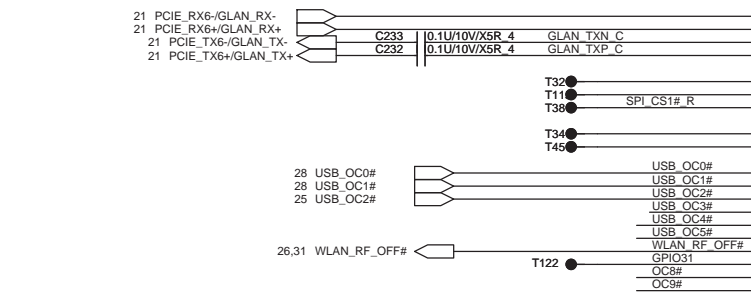 21 PCIE_RX6-/GLAN_RX-
21 PCIE_RX6+/GLAN_RX+
21 PCIE_TX6-/GLAN_TX- C233 0.1U/10V/X5R_4 GLAN_TXN_C
21 PCIE_TX6+/GLAN_TX+ C232 0.1U/10V/X5R_4 GLAN_TXP_C
T32
T11
T38 SPI_CS1#_R
T34
T45
28 USB_OC0# USB_OC0#
28 USB_OC1# USB_OC1#
25 USB_OC2# USB_OC2#
USB_OC3#
USB_OC4#
USB_OC5#
26,31 WLAN_RF_OFF# WLAN_RF_OFF#
T122 GPIO31
OC8#
OC9#